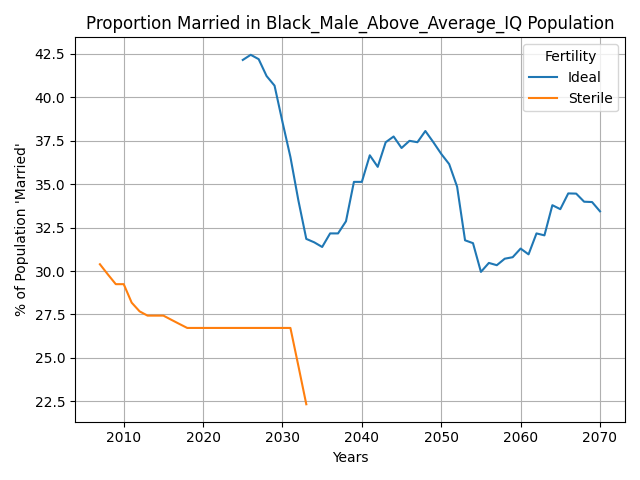 Proportion Married in Black_Male_Above_Average_IQ Population
Fertility
Ideal
Sterile
% of Population 'Married'
42.5
40.0
37.5
35.0
32.5
30.0
27.5
25.0
22.5
2010 2020 2030 2040 2050 2060 2070
Years